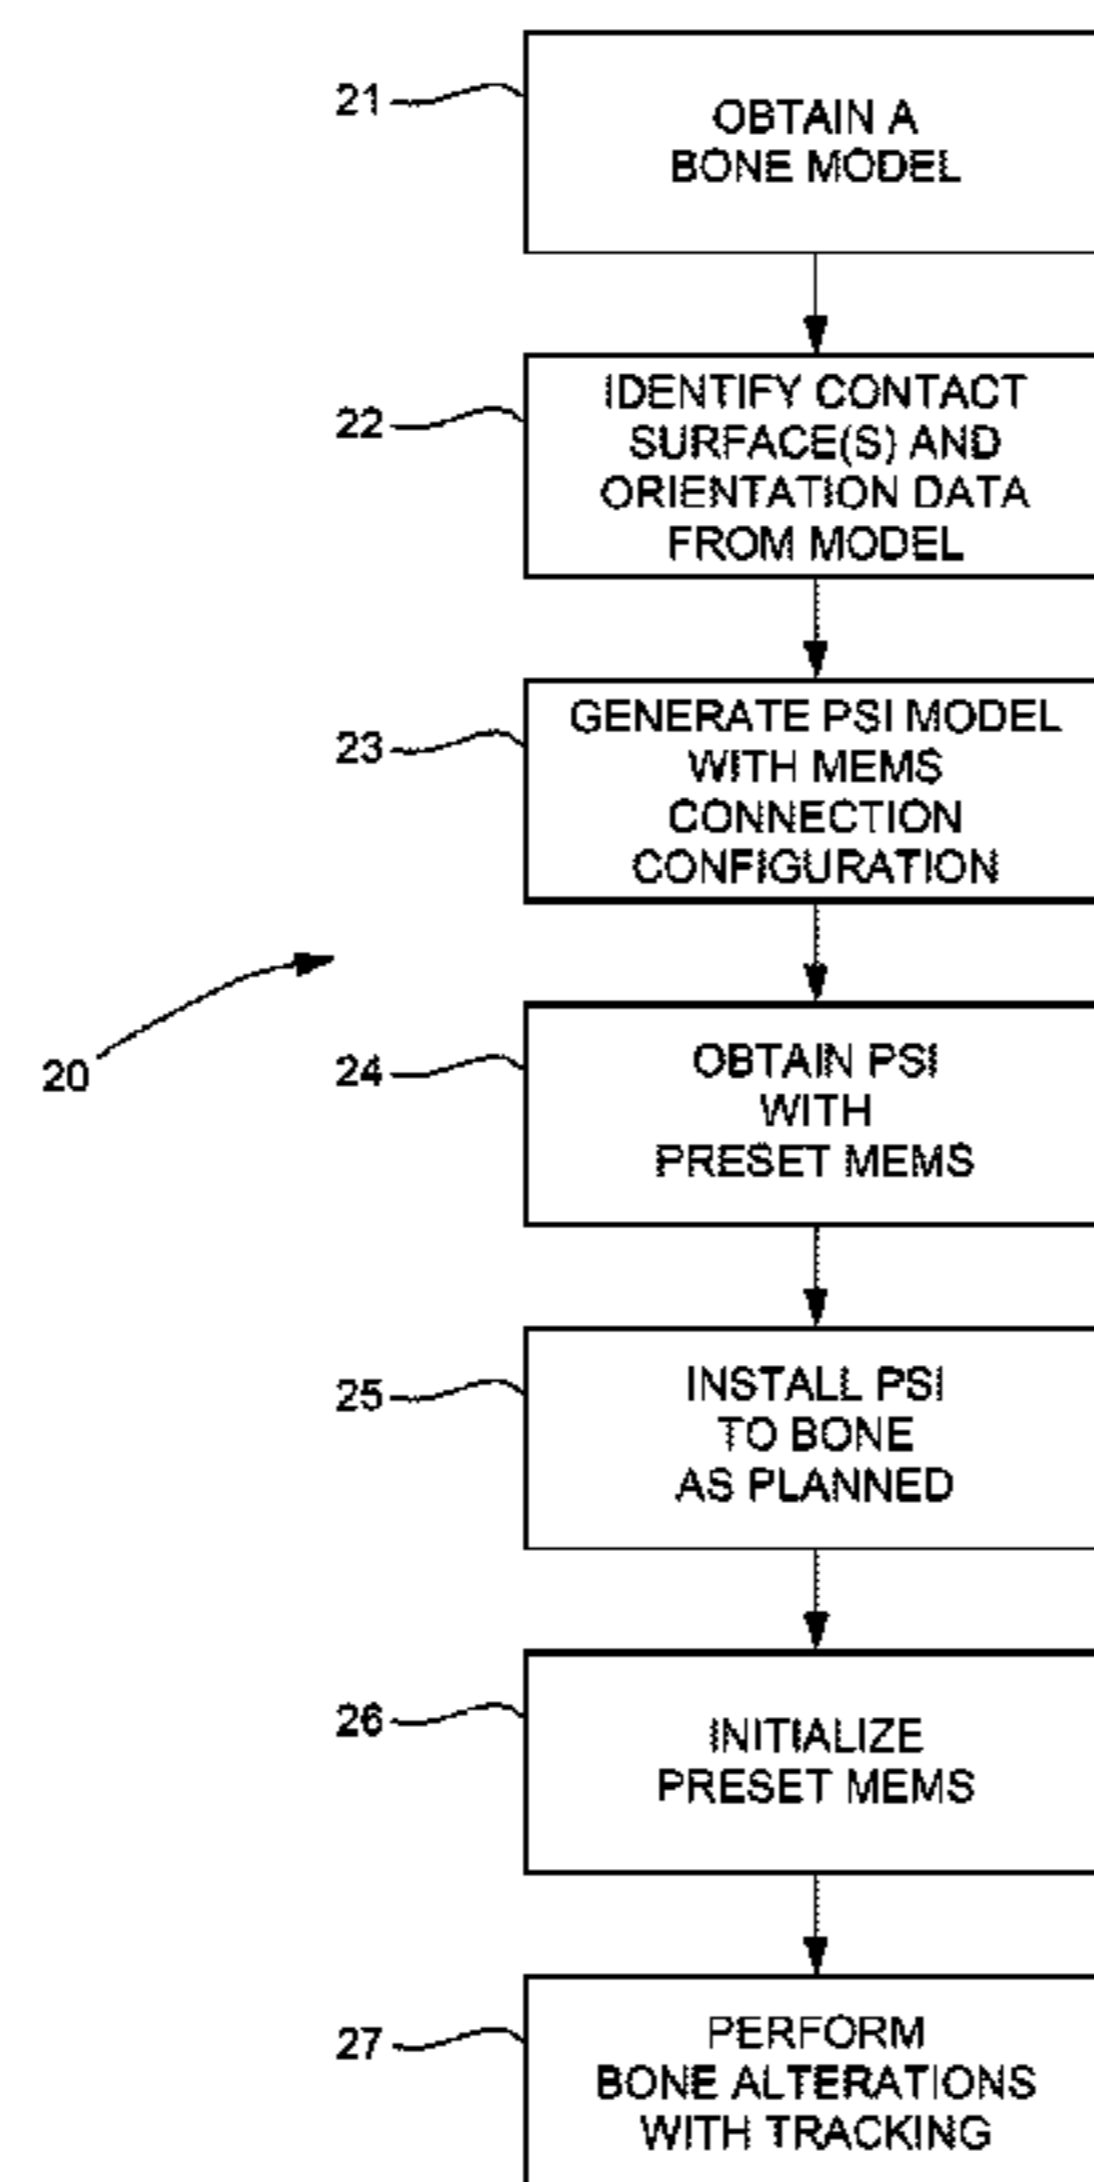 21
OBTAIN A
BONE MODEL
22
IDENTIFY CONTACT
SURFACE(S) AND
ORIENTATION DATA
FROM MODEL
23
GENERATE PSI MODEL
WITH MEMS
CONNECTION
CONFIGURATION
20
24
OBTAIN PSI
WITH
PRESET MEMS
25
INSTALL PSI
TO BONE
AS PLANNED
26
INITIALIZE
PRESET MEMS
27
PERFORM
BONE ALTERATIONS
WITH TRACKING